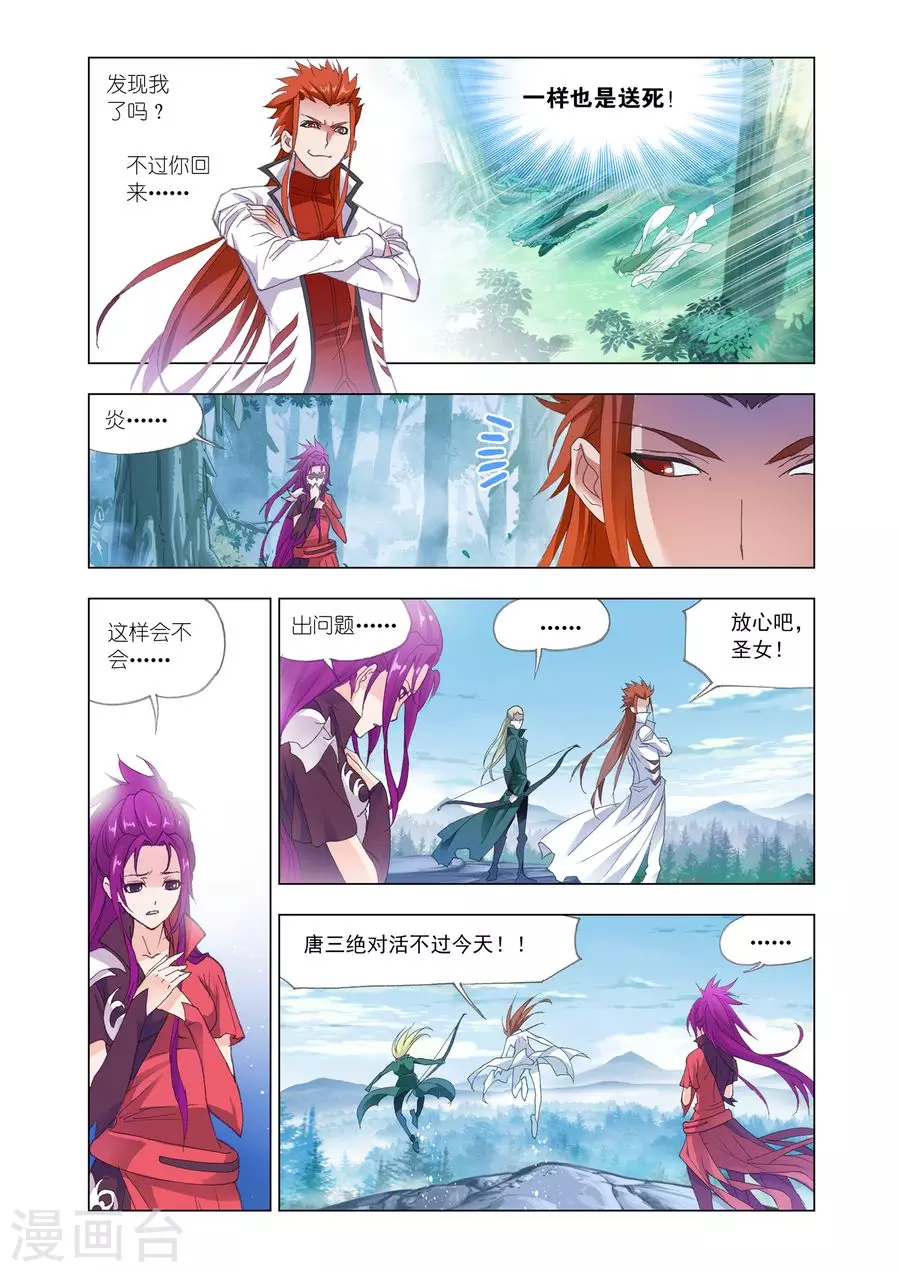 发现我
了吗？
不过你回
来……
一样也是送死！
炎……
这样会不
会……
出问题……
……
放心吧，
圣女！
唐三绝对活不过今天！！
……
漫画台